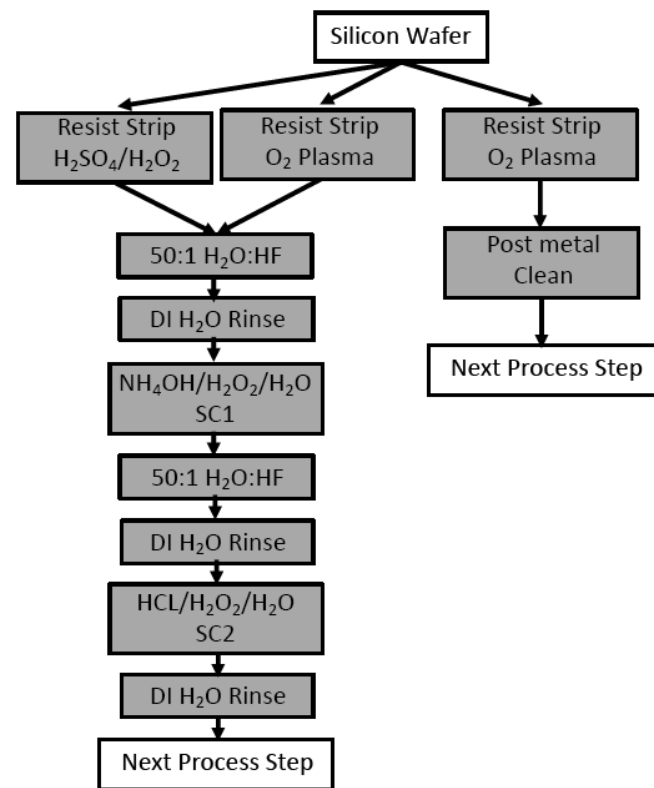 Silicon Wafer
Resist Strip
H₂SO₄/H₂O₂
Resist Strip
O₂ Plasma
Resist Strip
O₂ Plasma
50:1 H₂O:HF
DI H₂O Rinse
NH₄OH/H₂O₂/H₂O
SC1
50:1 H₂O:HF
DI H₂O Rinse
HCL/H₂O₂/H₂O
SC2
DI H₂O Rinse
Next Process Step
Post metal
Clean
Next Process Step